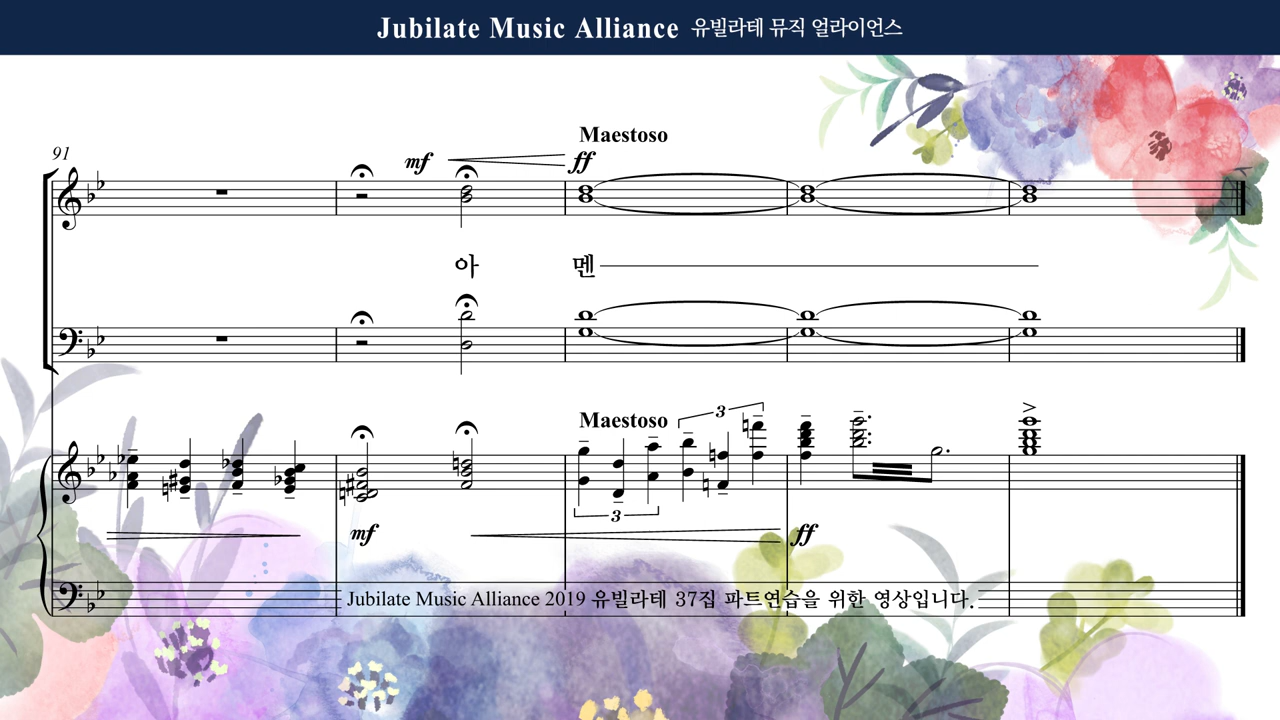 Jubilate Music Alliance 유빌라테 뮤직 얼라이언스
Maestoso
91
mf
ff
아 멘
Maestoso
3
3
mf
ff
Jubilate Music Alliance 2019 유빌라테 37집 파트연습을 위한 영상입니다.